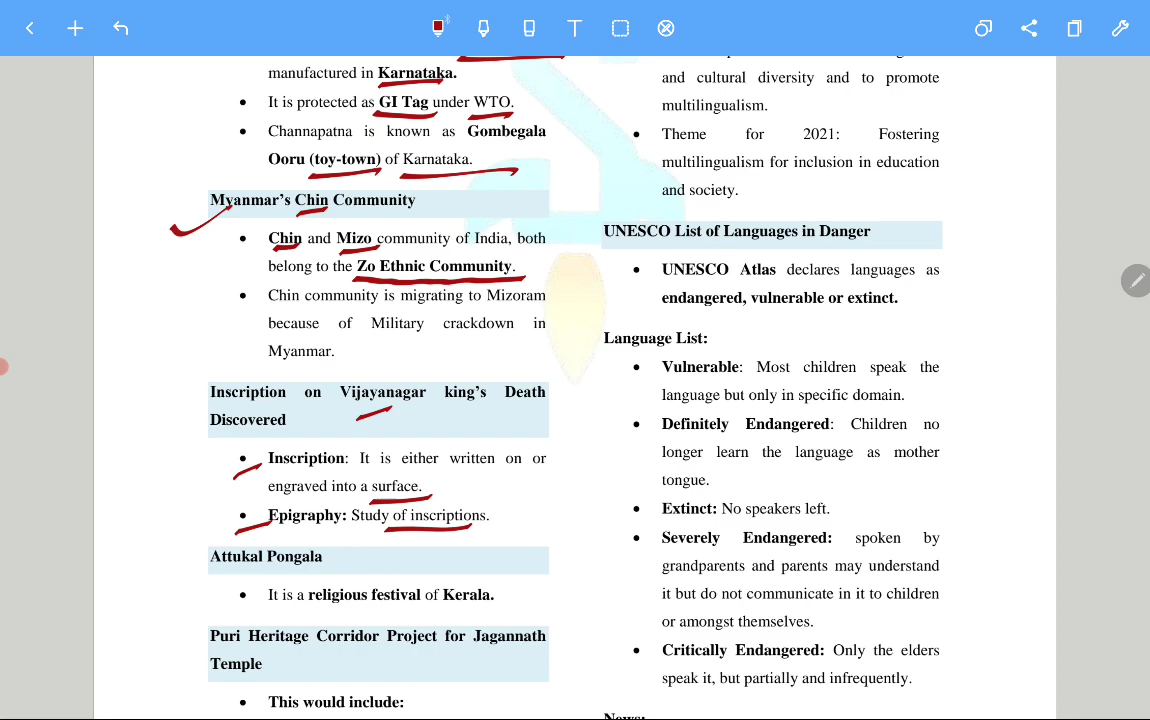 manufactured in Karnataka.
• It is protected as GI Tag under WTO.
• Channapatna is known as Gombegala
Ooru (toy-town) of Karnataka.
Myanmar’s Chin Community
• Chin and Mizo community of India, both
belong to the Zo Ethnic Community.
• Chin community is migrating to Mizoram
because of Military crackdown in
Myanmar.
Inscription on Vijayanagar king’s Death
Discovered
• Inscription: It is either written on or
engraved into a surface.
• Epigraphy: Study of inscriptions.
Attukal Pongala
• It is a religious festival of Kerala.
Puri Heritage Corridor Project for Jagannath
Temple
• This would include:
and cultural diversity and to promote
multilingualism.
• Theme for 2021: Fostering
multilingualism for inclusion in education
and society.
UNESCO List of Languages in Danger
• UNESCO Atlas declares languages as
endangered, vulnerable or extinct.
Language List:
• Vulnerable: Most children speak the
language but only in specific domain.
• Definitely Endangered: Children no
longer learn the language as mother
tongue.
• Extinct: No speakers left.
• Severely Endangered: spoken by
grandparents and parents may understand
it but do not communicate in it to children
or amongst themselves.
• Critically Endangered: Only the elders
speak it, but partially and infrequently.
News: